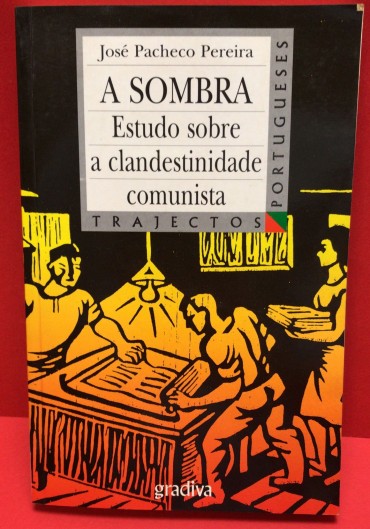 José Pacheco Pereira
A SOMBRA
Estudo sobre
a clandestinidade
comunista
TRAJECTOS
PORTUGUESES
gradiva